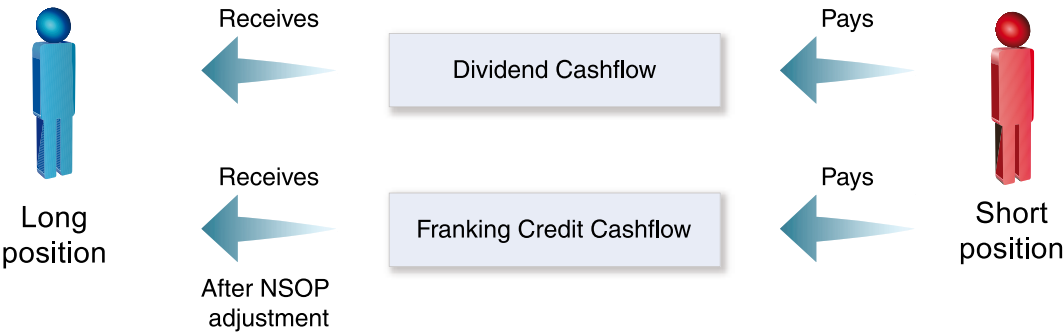 Receives
Dividend Cashflow
Pays
Receives
Franking Credit Cashflow
Pays
Long
position
Short
position
After NSOP
adjustment